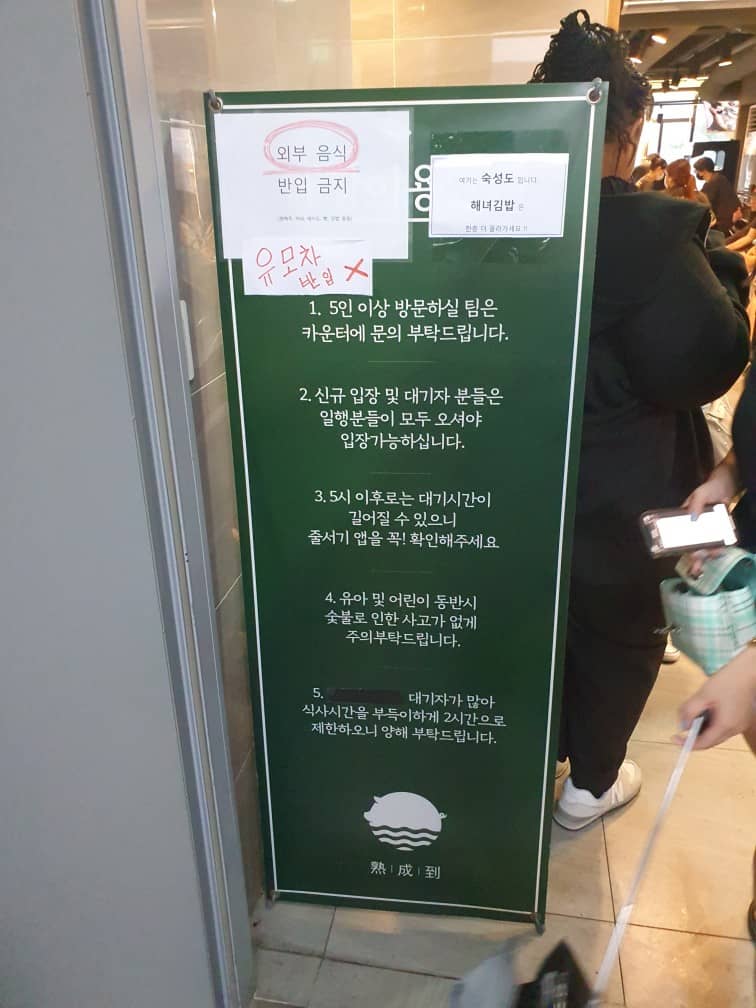 외부 음식
반입 금지
용
여기는 숙성도 입니다.
해녀김밥 은
한층 더 올라가세요 !!
유모차
반입 X
1. 5인 이상 방문하실 팀은
카운터에 문의 부탁드립니다.
2. 신규 입장 및 대기자 분들은
일행분들이 모두 오셔야
입장가능하십니다.
3. 5시 이후로는 대기시간이
길어질 수 있으니
줄서기 앱을 꼭! 확인해주세요
4. 유아 및 어린이 동반시
숯불로 인한 사고가 없게
주의부탁드립니다.
5. 대기자가 많아
식사시간을 부득이하게 2시간으로
제한하오니 양해 부탁드립니다.
熟|成|到